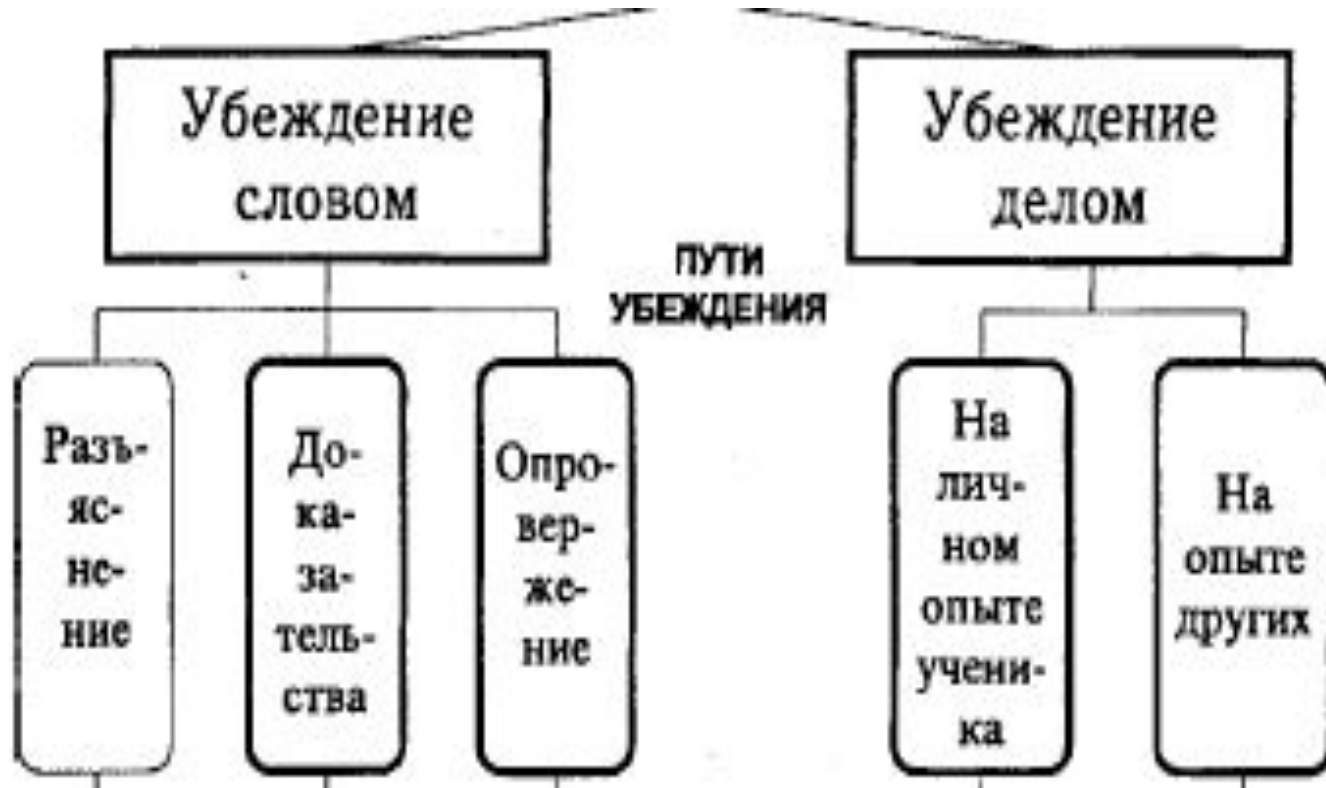 Убеждение
словом
Убеждение
делом
ПУТИ
УБЕЖДЕНИЯ
Разъ-
яс-
не-
ние
До-
ка-
за-
тель-
ства
Опро-
вер-
же-
ние
На
лич-
ном
опыте
учени-
ка
На
опыте
других